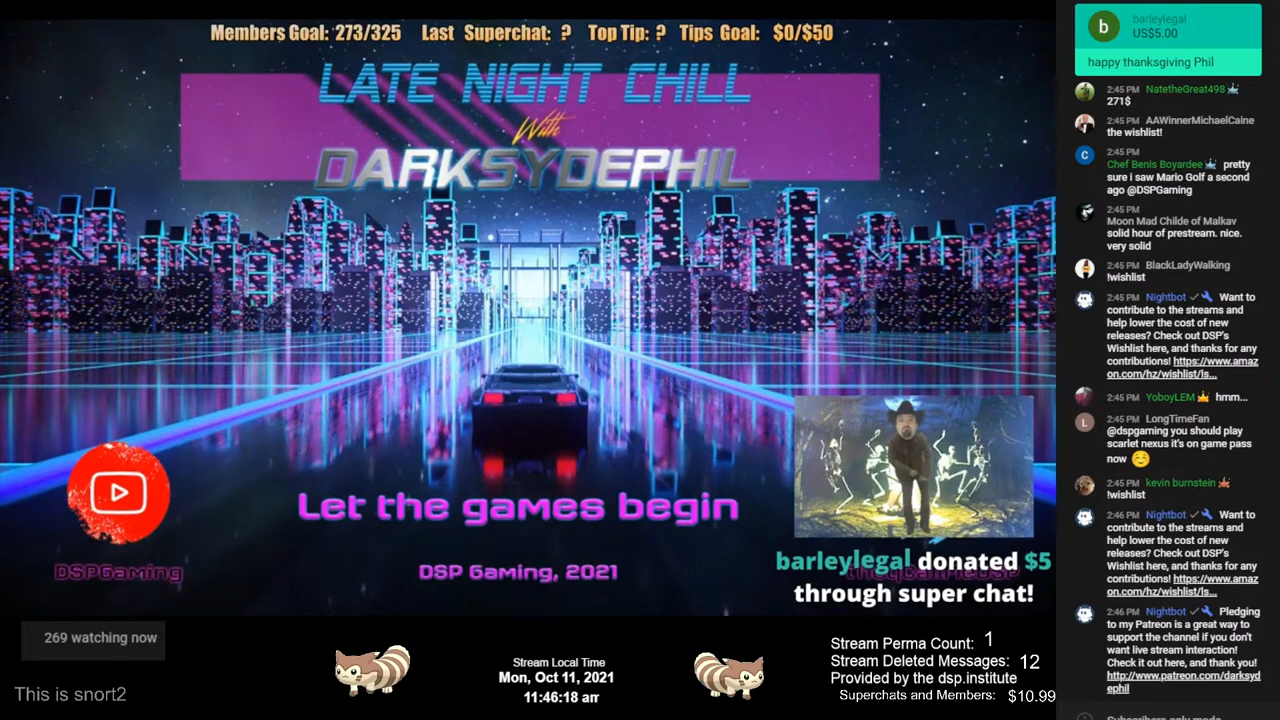 Members Goal: 273/325 Last Superchat: ? Top Tip: ? Tips Goal: $0/$50
LATE NIGHT CHILL
With
DARKSYDEPHIL
Let the games begin
DSP Gaming, 2021
DSPGaming
barleylegal donated $5
through super chat!
269 watching now
This is snort2
Stream Local Time
Mon, Oct 11, 2021
11:46:18 am
Stream Perma Count: 1
Stream Deleted Messages: 12
Provided by the dsp.institute
Superchats and Members: $10.99
b
barleylegal
US$5.00
happy thanksgiving Phil
2:45 PM NatetheGreat498
271$
2:45 PM AAWinnerMichaelCaine
the wishlist!
C
2:45 PM
Chef Benis Boyardee pretty
sure i saw Mario Golf a second
ago @DSPGaming
2:45 PM
Moon Mad Childe of Malkav
solid hour of prestream. nice.
very solid
2:45 PM BlackLadyWalking
!wishlist
2:45 PM Nightbot Want to
contribute to the streams and
help lower the cost of new
releases? Check out DSP's
Wishlist here, and thanks for any
contributions! https://www.amaz
on.com/hz/wishlist/ls...
2:45 PM YoboyLEM hmm...
L
2:45 PM LongTimeFan
@dspgaming you should play
scarlet nexus it's on game pass
now
2:45 PM kevin burnstein
!wishlist
2:46 PM Nightbot Want to
contribute to the streams and
help lower the cost of new
releases? Check out DSP's
Wishlist here, and thanks for any
contributions! https://www.amaz
on.com/hz/wishlist/ls...
2:46 PM Nightbot Pledging
to my Patreon is a great way to
support the channel if you don't
want live stream interaction!
Check it out here, and thank you!
http://www.patreon.com/darksyd
ephil
Subscribers-only mode